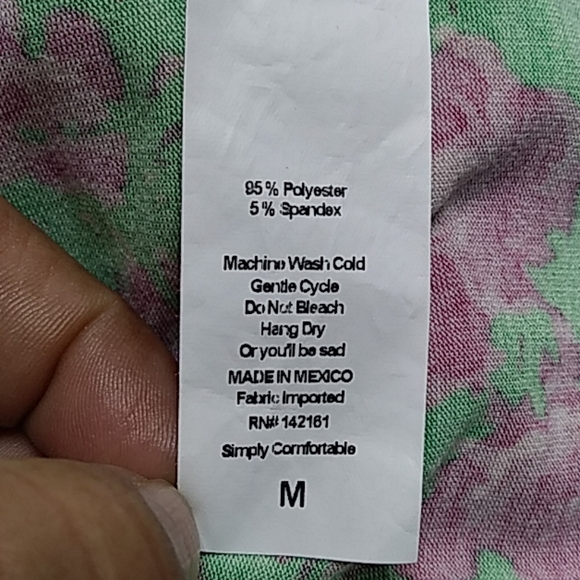 95% Polyester
5% Spandex
Machine Wash Cold
Gentle Cycle
Do Not Bleach
Hang Dry
Or you'll be sad
MADE IN MEXICO
Fabric Imported
RN# 142161
Simply Comfortable
M